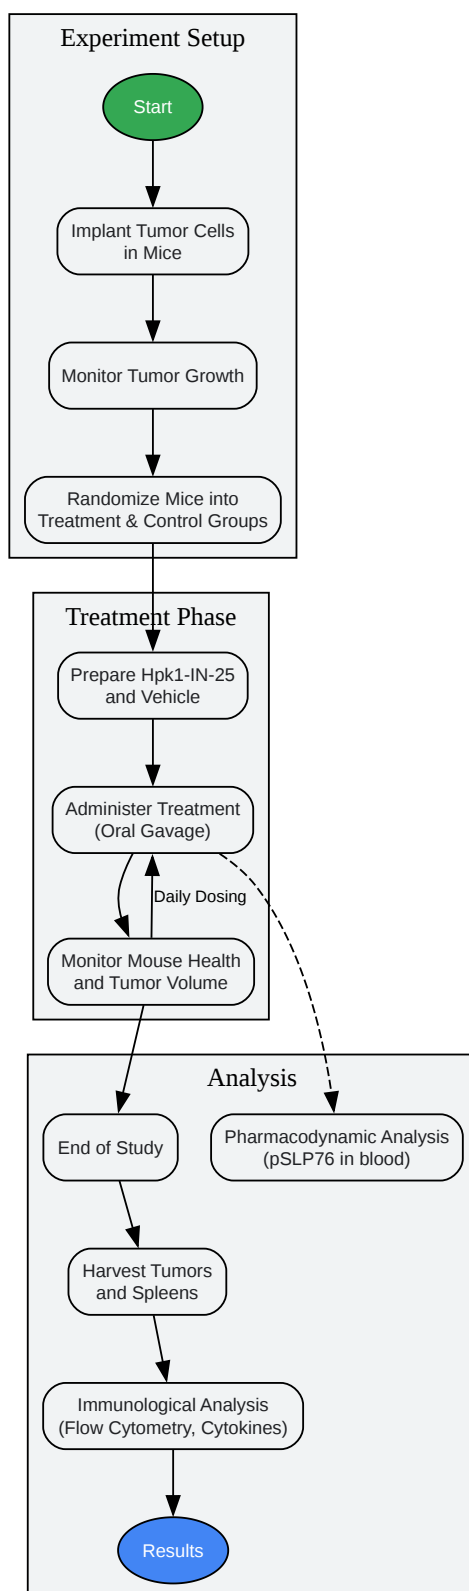 Experiment Setup
Start
Implant Tumor Cells
in Mice
Monitor Tumor Growth
Randomize Mice into
Treatment & Control Groups
Treatment Phase
Prepare Hpk1-IN-25
and Vehicle
Administer Treatment
(Oral Gavage)
Daily Dosing
Monitor Mouse Health
and Tumor Volume
Analysis
End of Study
Pharmacodynamic Analysis
(pSLP76 in blood)
Harvest Tumors
and Spleens
Immunological Analysis
(Flow Cytometry, Cytokines)
Results